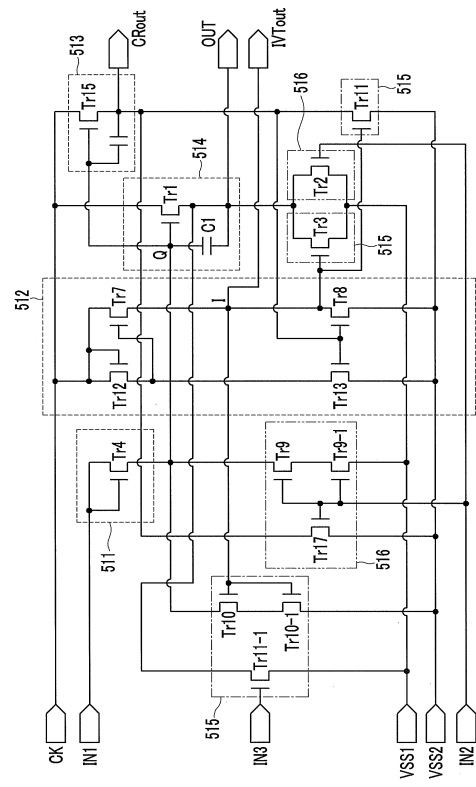 512
513
Tr15
CRout
514
Tr1
Q
C1
OUT
I
IVTout
516
Tr2
Tr3
515
Tr11
515
Tr12
Tr7
Tr13
Tr8
511
Tr4
Tr9
Tr9-1
Tr17
516
515
Tr10
Tr10-1
Tr11-1
CK
IN1
IN3
VSS1
VSS2
IN2